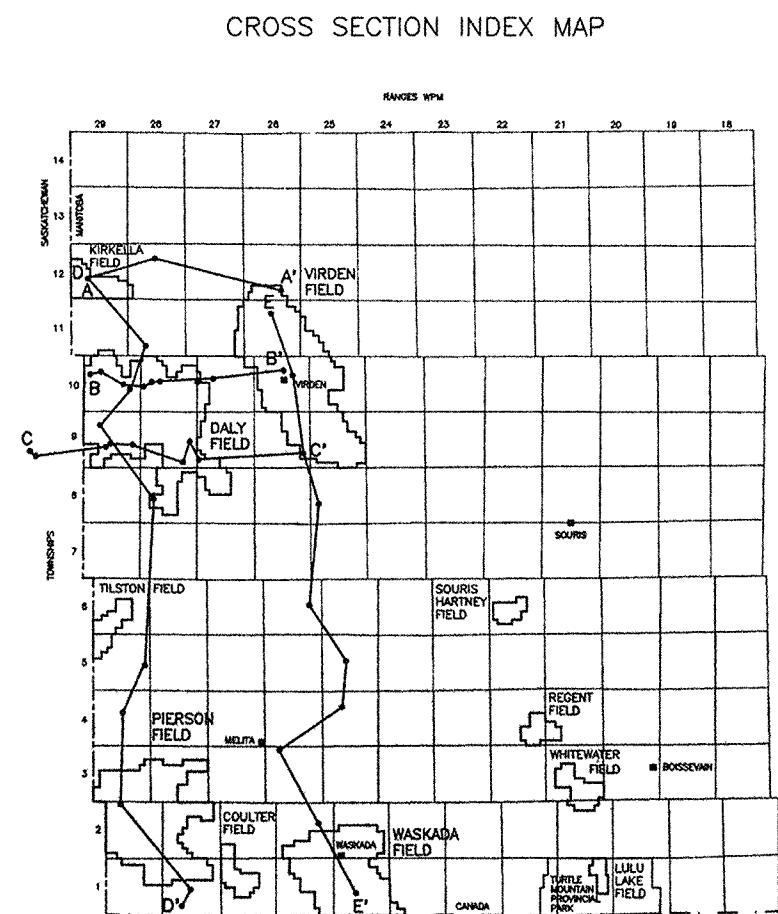 CROSS SECTION INDEX MAP
RANGES WPM
29 28 27 26 25 24 23 22 21 20 19 18
14
SASKATCHEWAN
MANITOBA
13
KIRKELLA
FIELD
D
12
A
A'
VIRDEN
FIELD
E
11
B'
10
B
VIRDEN
DALY
FIELD
C
9
C'
8
TOWNSHIPS
7
SOURIS
TILSTON FIELD
6
SOURIS
HARTNEY
FIELD
5
REGENT
FIELD
4
PIERSON
FIELD
MELITA
WHITEWATER
FIELD
BOISSEVAIN
3
COULTER
FIELD
2
WASKADA
WASKADA
FIELD
LULU
LAKE
FIELD
TURTLE
MOUNTAIN
PROVINCIAL
PARK
1
D'
E'
CANADA